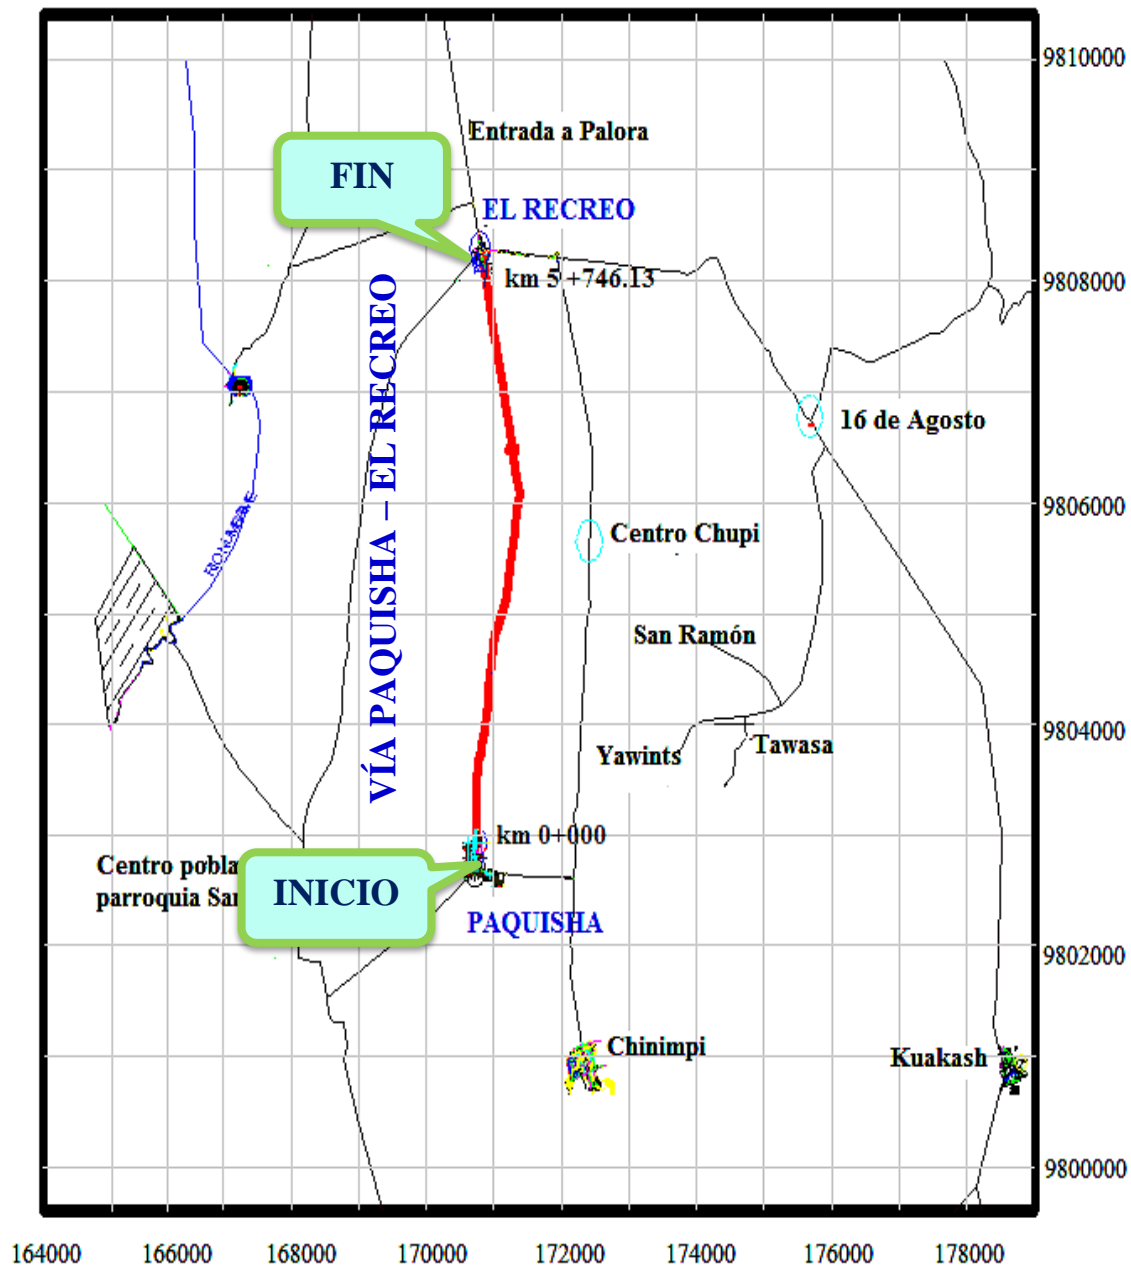 9810000
Entrada a Palora
FIN
EL RECREO
km 5 +746.13
9808000
VÍA PAQUISHA – EL RECREO
16 de Agosto
9806000
Centro Chupi
San Ramón
9804000
Yawints
Tawasa
km 0+000
Centro pobla
parroquia Sar
INICIO
PAQUISHA
9802000
Chinimpi
Kuakash
9800000
164000 166000 168000 170000 172000 174000 176000 178000